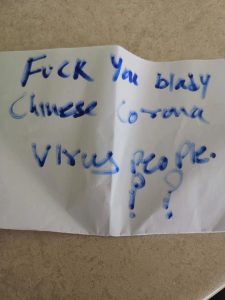 Fuck you blady
Chinese Corona
Virus people.
! ?